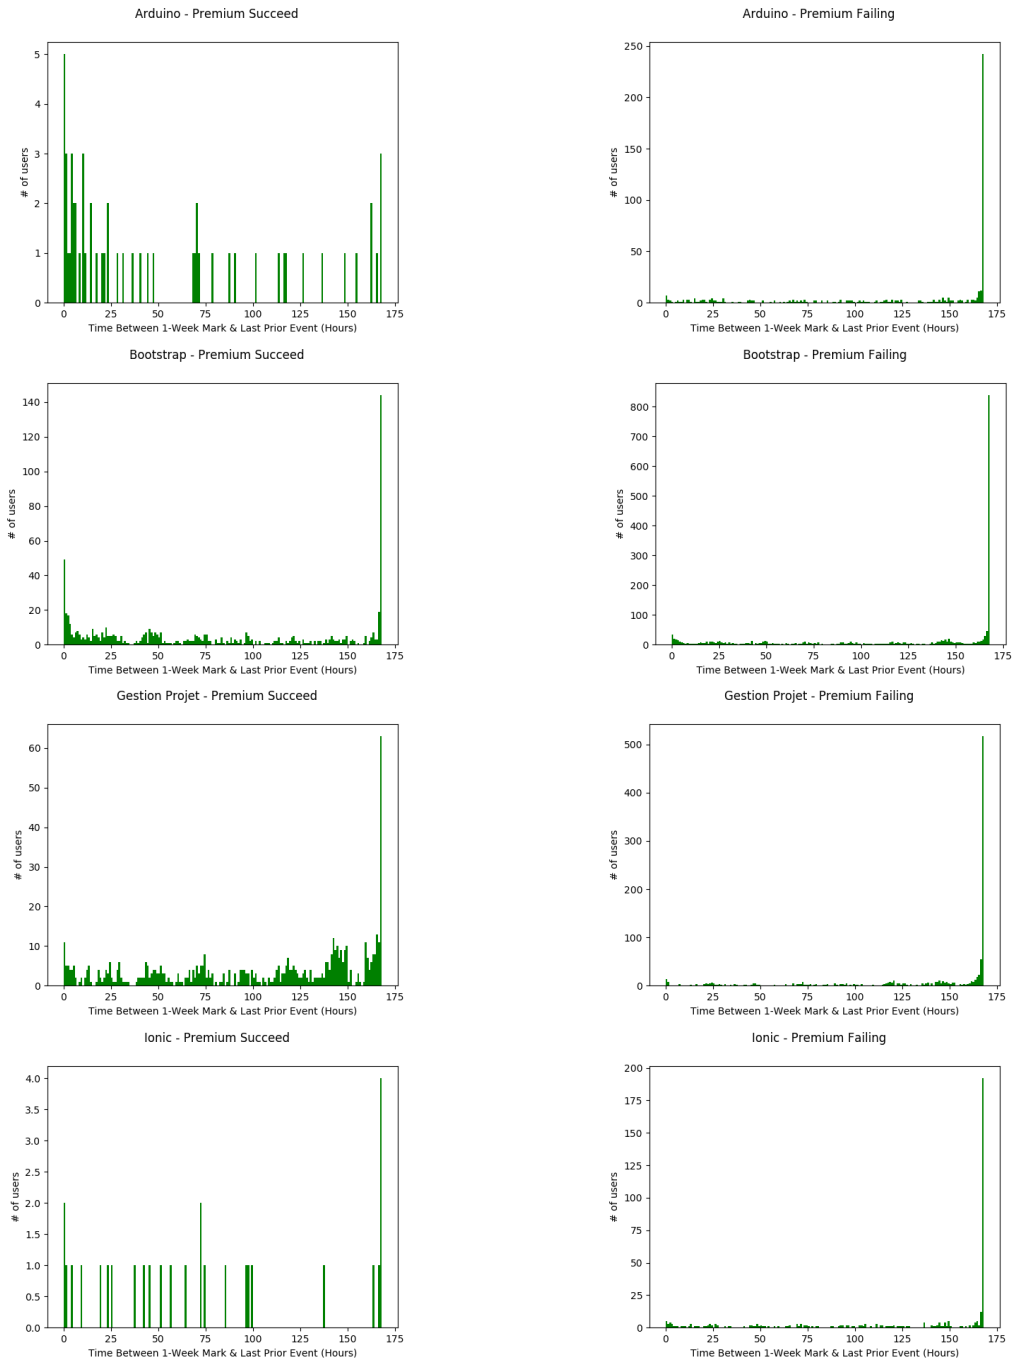 Arduino - Premium Succeed
5
4
3
2
1
0
# of users
0 25 50 75 100 125 150 175
Time Between 1-Week Mark & Last Prior Event (Hours)
Arduino - Premium Failing
250
200
150
100
50
0
# of users
0 25 50 75 100 125 150 175
Time Between 1-Week Mark & Last Prior Event (Hours)
Bootstrap - Premium Succeed
140
120
100
80
60
40
20
0
# of users
0 25 50 75 100 125 150 175
Time Between 1-Week Mark & Last Prior Event (Hours)
Bootstrap - Premium Failing
800
700
600
500
400
300
200
100
0
# of users
0 25 50 75 100 125 150 175
Time Between 1-Week Mark & Last Prior Event (Hours)
Gestion Projet - Premium Succeed
60
50
40
30
20
10
0
# of users
0 25 50 75 100 125 150 175
Time Between 1-Week Mark & Last Prior Event (Hours)
Gestion Projet - Premium Failing
500
400
300
200
100
0
# of users
0 25 50 75 100 125 150 175
Time Between 1-Week Mark & Last Prior Event (Hours)
Ionic - Premium Succeed
4.0
3.5
3.0
2.5
2.0
1.5
1.0
0.5
0.0
# of users
0 25 50 75 100 125 150 175
Time Between 1-Week Mark & Last Prior Event (Hours)
Ionic - Premium Failing
200
175
150
125
100
75
50
25
0
# of users
0 25 50 75 100 125 150 175
Time Between 1-Week Mark & Last Prior Event (Hours)